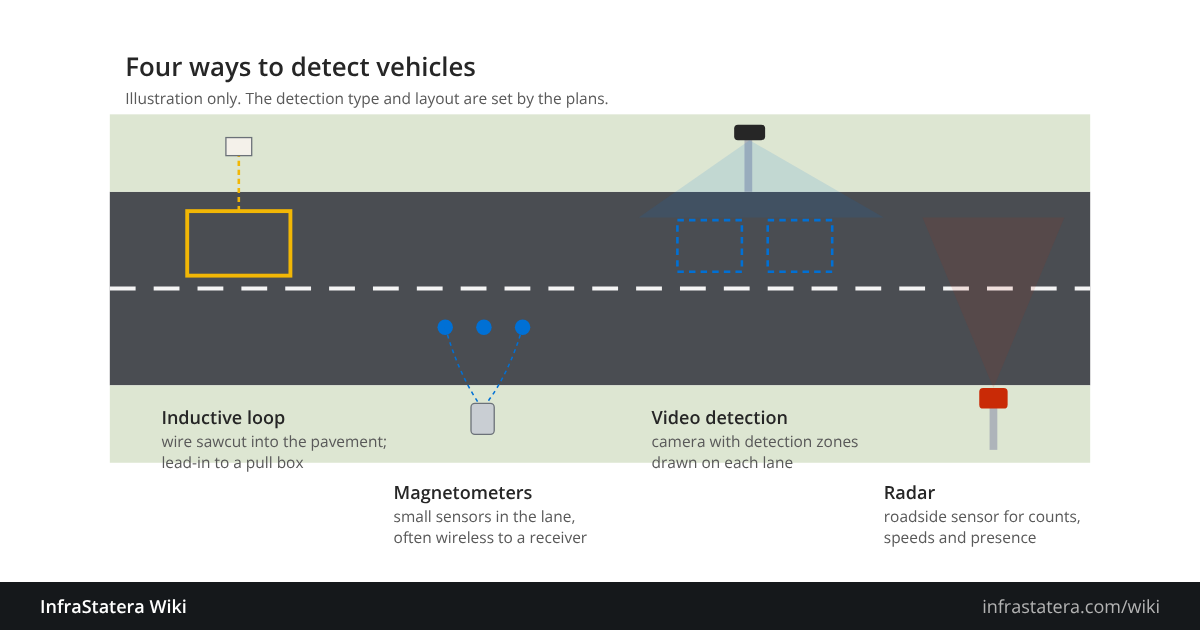 Four ways to detect vehicles
Illustration only. The detection type and layout are set by the plans.
Inductive loop
wire sawcut into the pavement;
lead-in to a pull box
Magnetometers
small sensors in the lane,
often wireless to a receiver
Video detection
camera with detection zones
drawn on each lane
Radar
roadside sensor for counts,
speeds and presence
InfraStatera Wiki
infrastatera.com/wiki